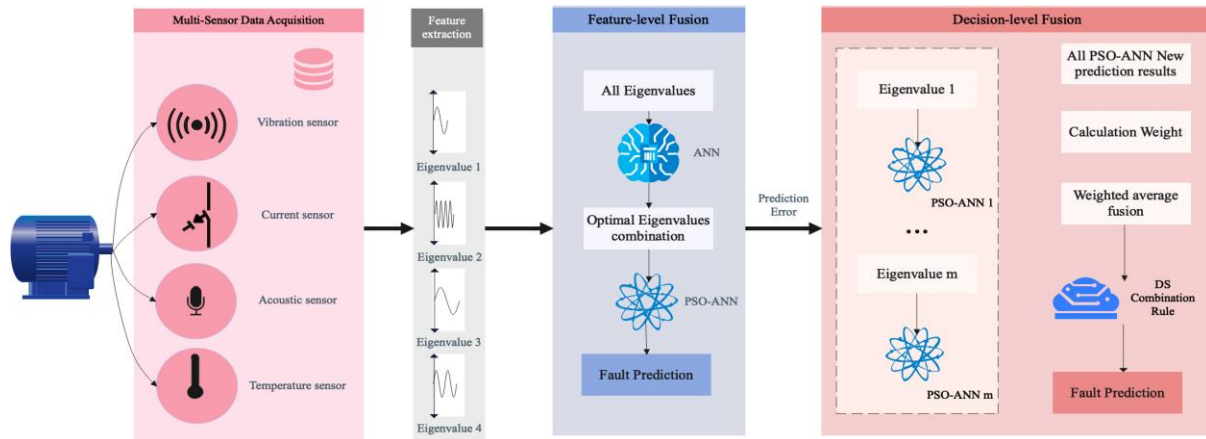 Multi-Sensor Data Acquisition
Vibration sensor
Current sensor
Acoustic sensor
Temperature sensor
Feature
extraction
Eigenvalue 1
Eigenvalue 2
Eigenvalue 3
Eigenvalue 4
Feature-level Fusion
All Eigenvalues
ANN
Optimal Eigenvalues
combination
PSO-ANN
Fault Prediction
Prediction
Error
Decision-level Fusion
Eigenvalue 1
PSO-ANN 1
...
Eigenvalue m
PSO-ANN m
All PSO-ANN New
prediction results
Calculation Weight
Weighted average
fusion
DS
Combination
Rule
Fault Prediction